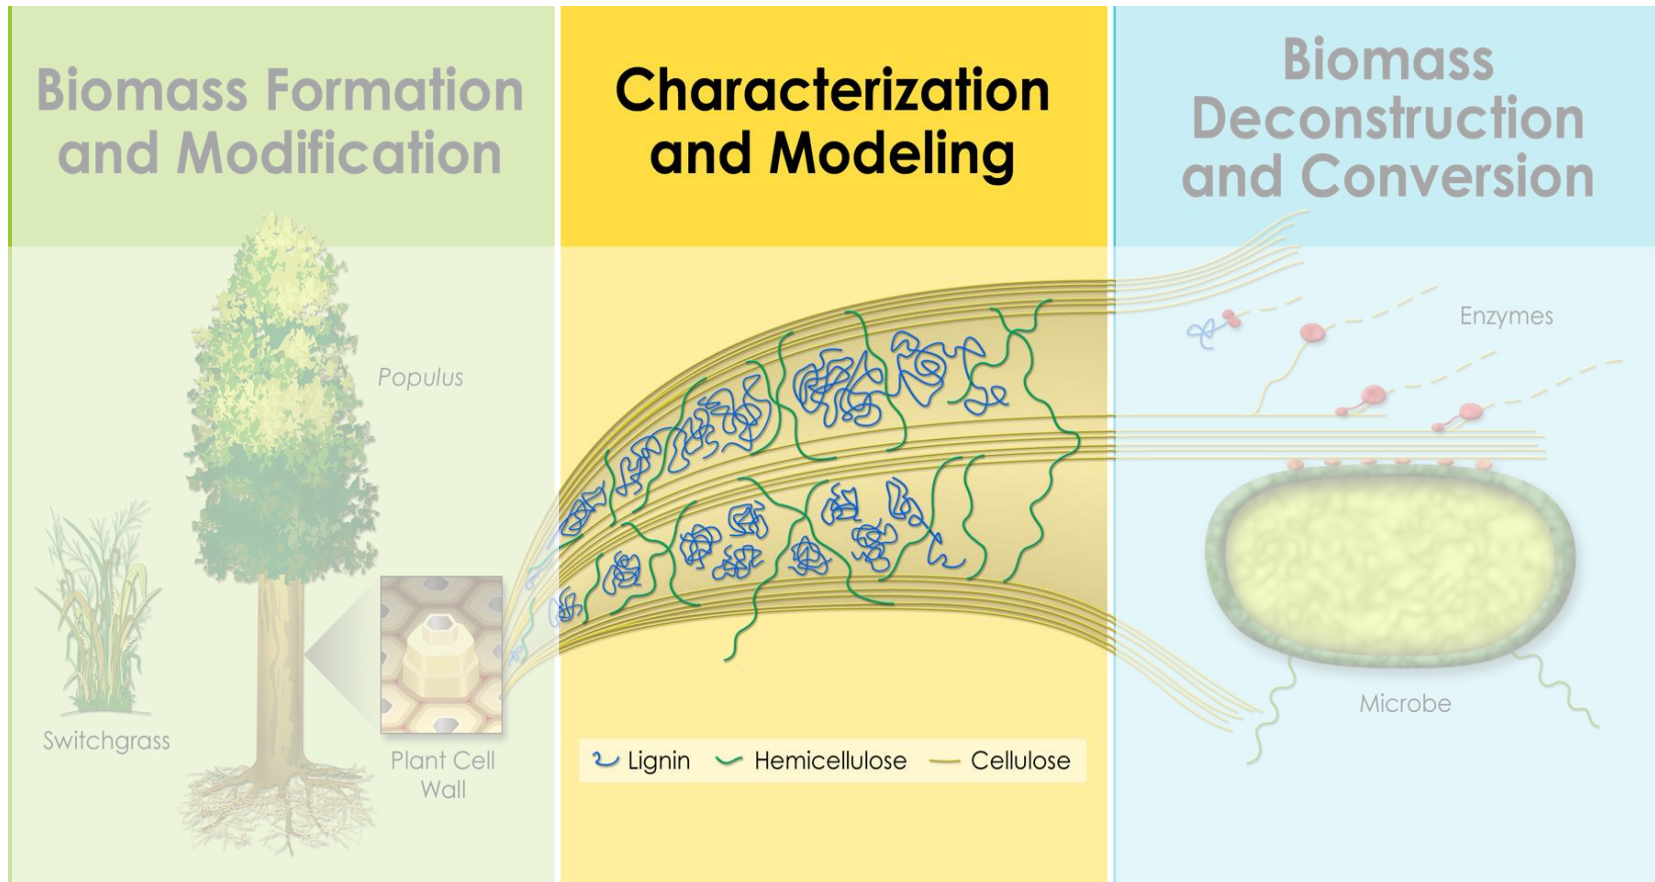 Biomass Formation
and Modification
Characterization
and Modeling
Biomass
Deconstruction
and Conversion
Populus
Switchgrass
Plant Cell
Wall
Lignin
Hemicellulose
Cellulose
Enzymes
Microbe